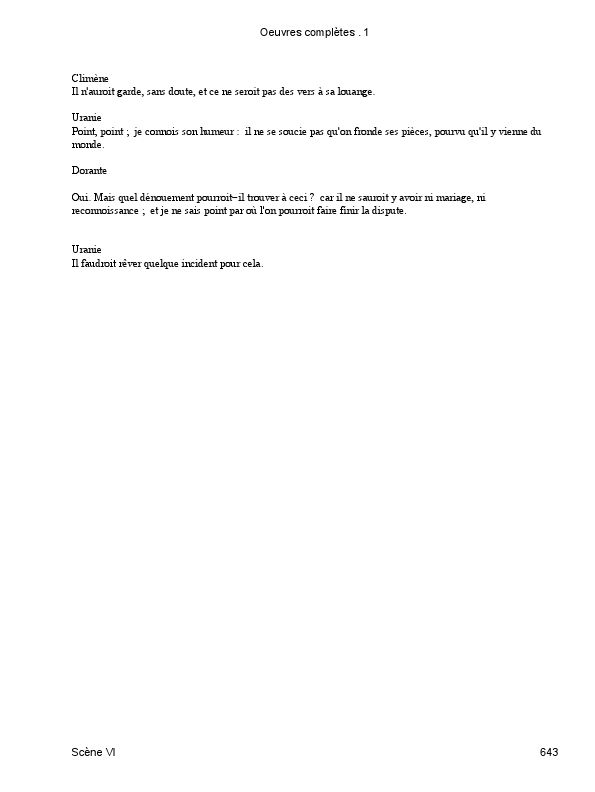 Oeuvres complètes . 1
Climène
Il n'auroit garde, sans doute, et ce ne seroit pas des vers à sa louange.
Uranie
Point, point ; je connois son humeur : il ne se soucie pas qu'on fronde ses pièces, pourvu qu'il y vienne du
monde.
Dorante
Oui. Mais quel dénouement pourroit-il trouver à ceci ? car il ne sauroit y avoir ni mariage, ni
reconnoissance ; et je ne sais point par où l'on pourroit faire finir la dispute.
Uranie
Il faudroit rêver quelque incident pour cela.
Scène VI
643